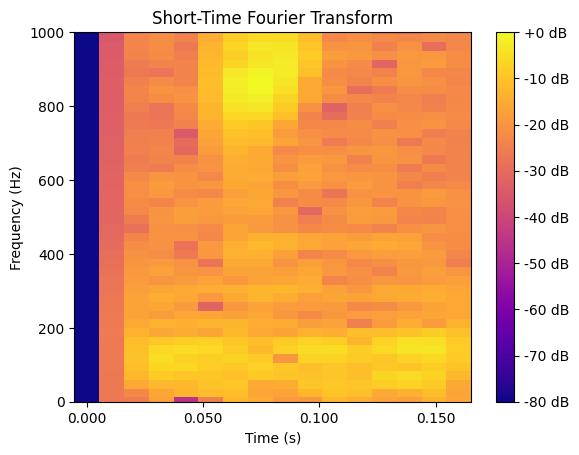 Short-Time Fourier Transform
1000
800
600
400
200
0
Frequency (Hz)
0.000
0.050
0.100
0.150
Time (s)
+0 dB
-10 dB
-20 dB
-30 dB
-40 dB
-50 dB
-60 dB
-70 dB
-80 dB